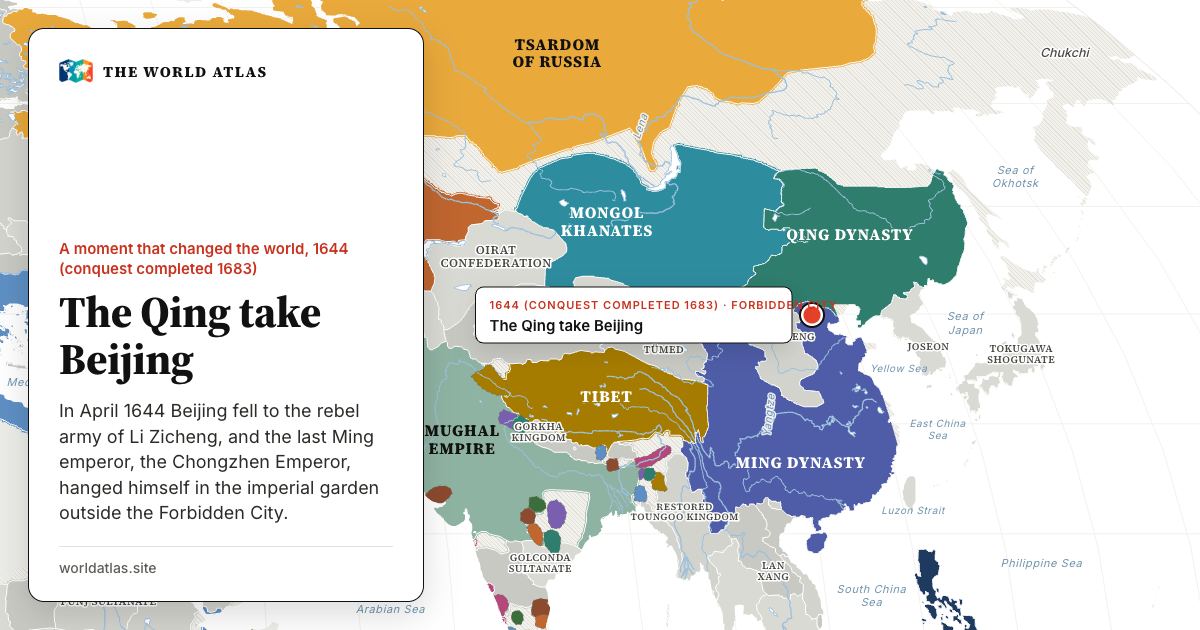 THE WORLD ATLAS
A moment that changed the world, 1644
(conquest completed 1683)
The Qing take
Beijing
In April 1644 Beijing fell to the rebel
army of Li Zicheng, and the last Ming
emperor, the Chongzhen Emperor,
hanged himself in the imperial garden
outside the Forbidden City.
worldatlas.site
TSARDOM
OF RUSSIA
Chukchi
Lena
Sea of
Okhotsk
MONGOL
KHANATES
QING DYNASTY
OIRAT
CONFEDERATION
1644 (CONQUEST COMPLETED 1683) · FORBIDDEN CITY
The Qing take Beijing
Sea of
Japan
TÜMED
JOSEON
TOKUGAWA
SHOGUNATE
Yellow Sea
TIBET
Yangtze
MUGHAL
EMPIRE
GORKHA
KINGDOM
East China
Sea
MING DYNASTY
RESTORED
TOUNGOO KINGDOM
Luzon Strait
GOLCONDA
SULTANATE
LAN
XANG
Philippine Sea
South China
Sea
Arabian Sea